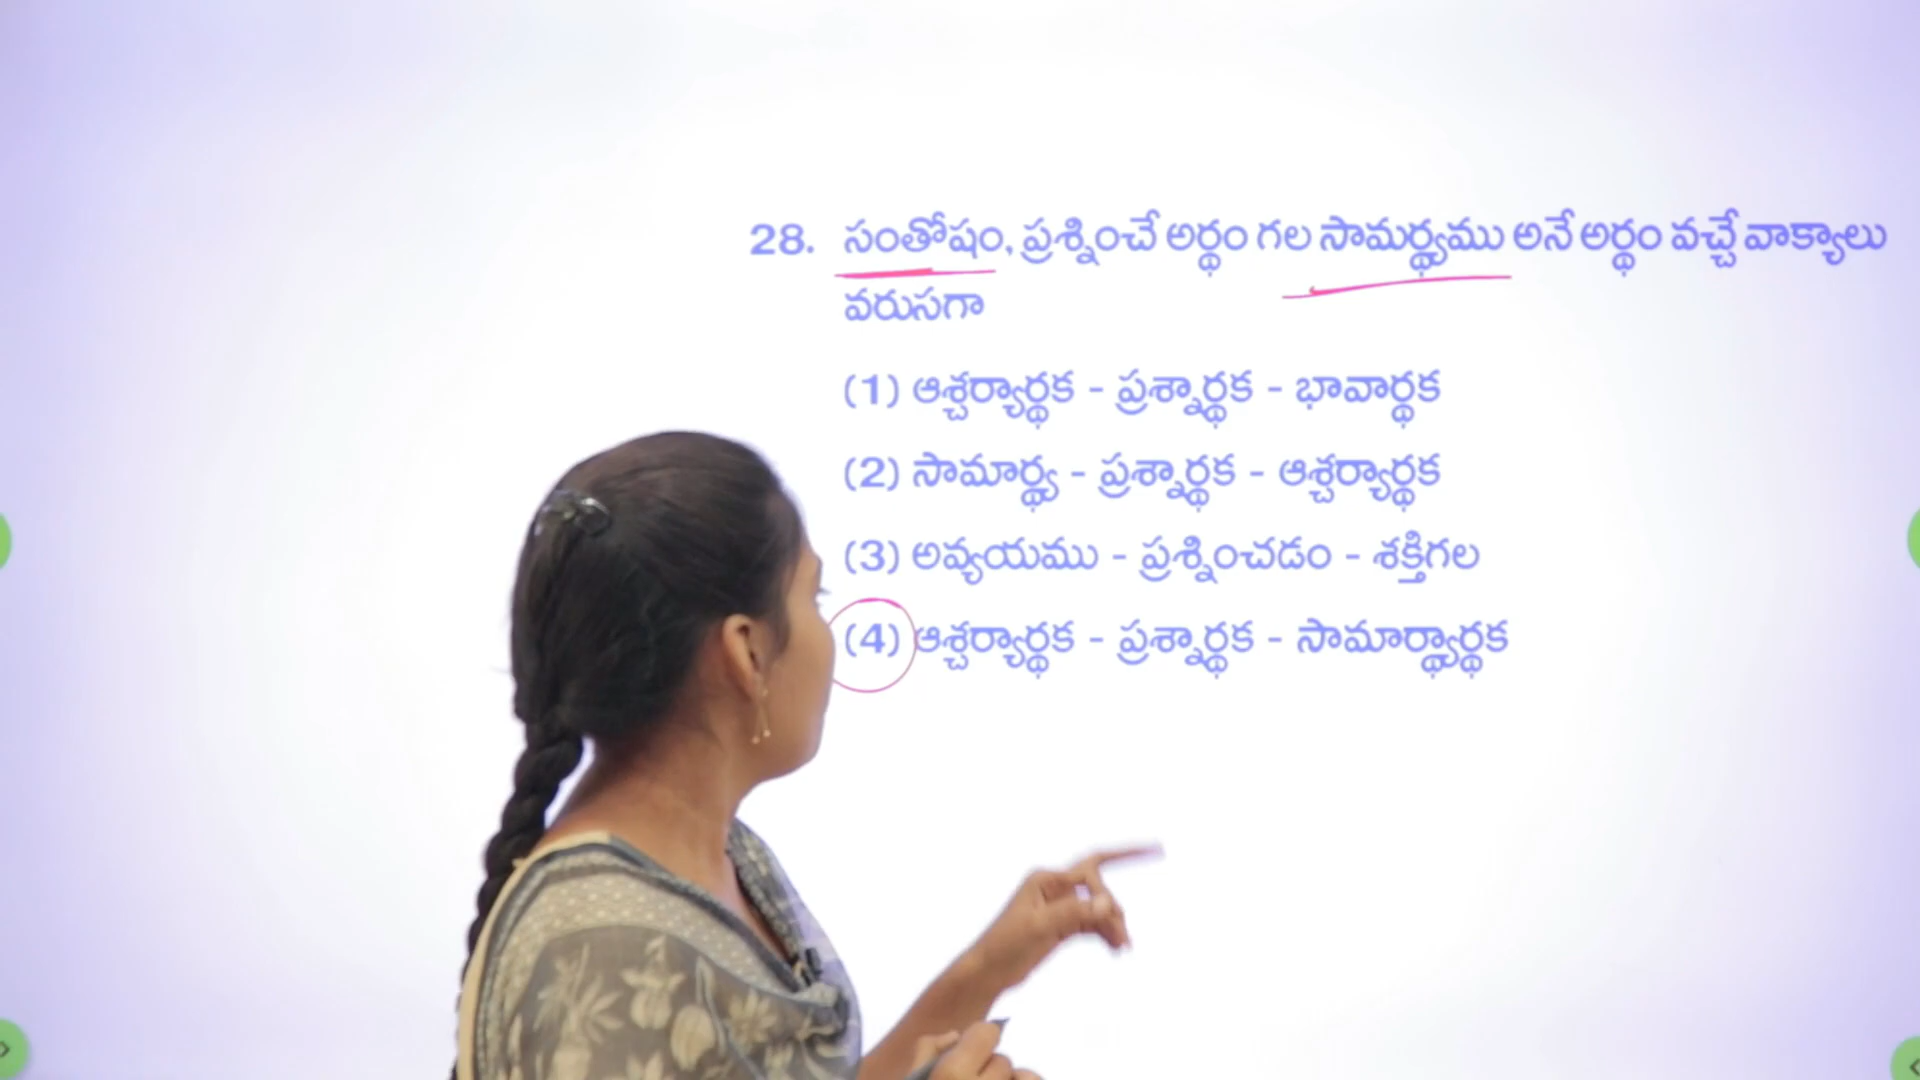 28. సంతోషం, ప్రశ్నించే అర్థం గల సామర్థ్యము అనే అర్థం వచ్చే వాక్యాలు
వరుసగా
(1) ఆశ్చర్యార్థక - ప్రశ్నార్థక - భావార్థక
(2) సామార్థ్య - ప్రశ్నార్థక - ఆశ్చర్యార్థక
(3) అవ్యయము - ప్రశ్నించడం - శక్తిగల
(4) ఆశ్చర్యార్థక - ప్రశ్నార్థక - సామార్థ్యార్థక